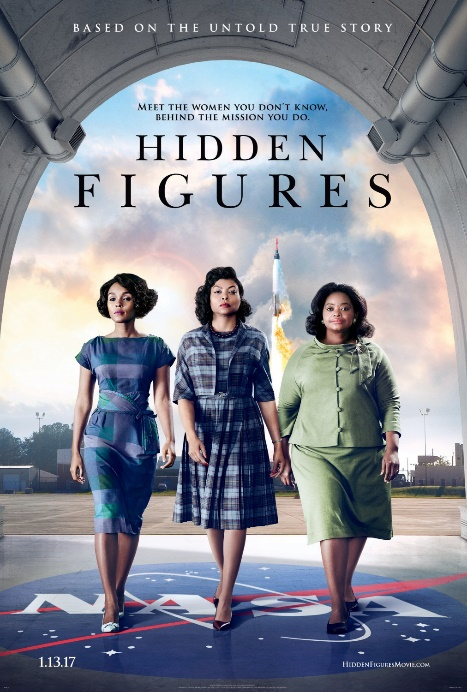 BASED ON THE UNTOLD TRUE STORY
MEET THE WOMEN YOU DON'T KNOW,
BEHIND THE MISSION YOU DO.
HIDDEN
FIGURES
NASA
1.13.17
HIDDENFIGURESMOVIE.COM